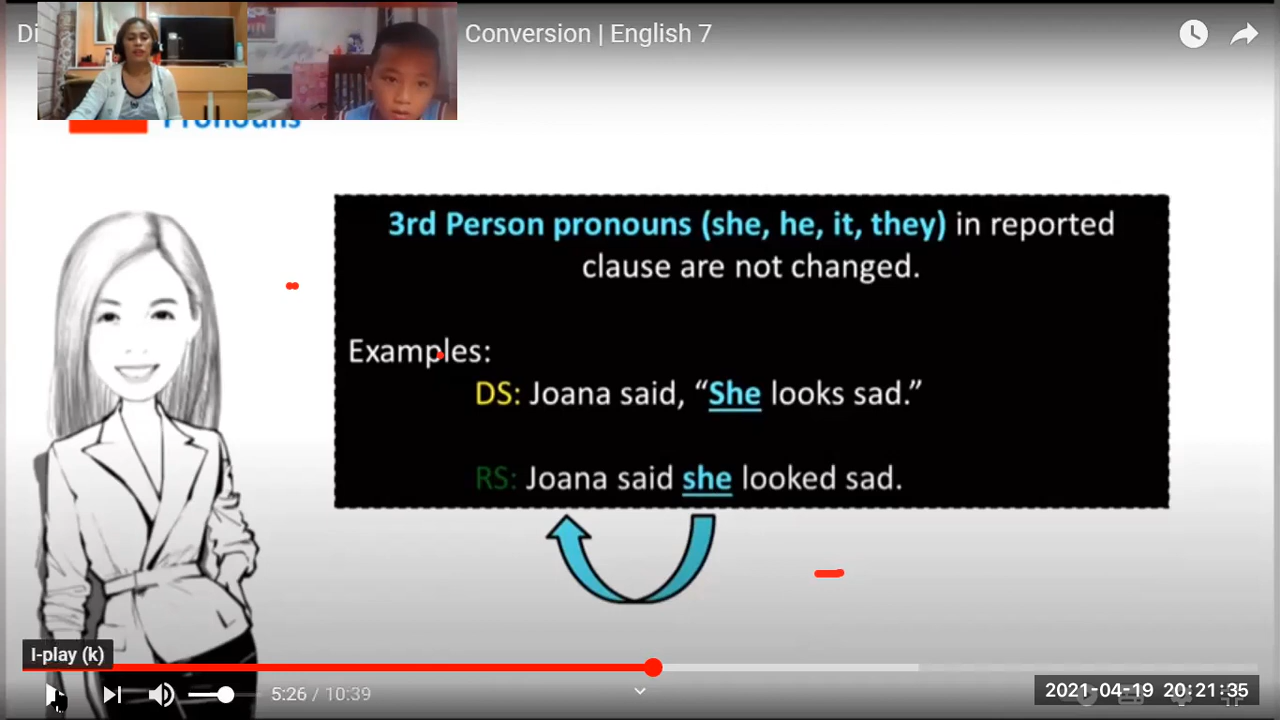 Di
Conversion | English 7
Pronouns
3rd Person pronouns (she, he, it, they) in reported
clause are not changed.
Examples:
DS: Joana said, “She looks sad.”
RS: Joana said she looked sad.
I-play (k)
5:26 / 10:39
2021-04-19 20:21:35